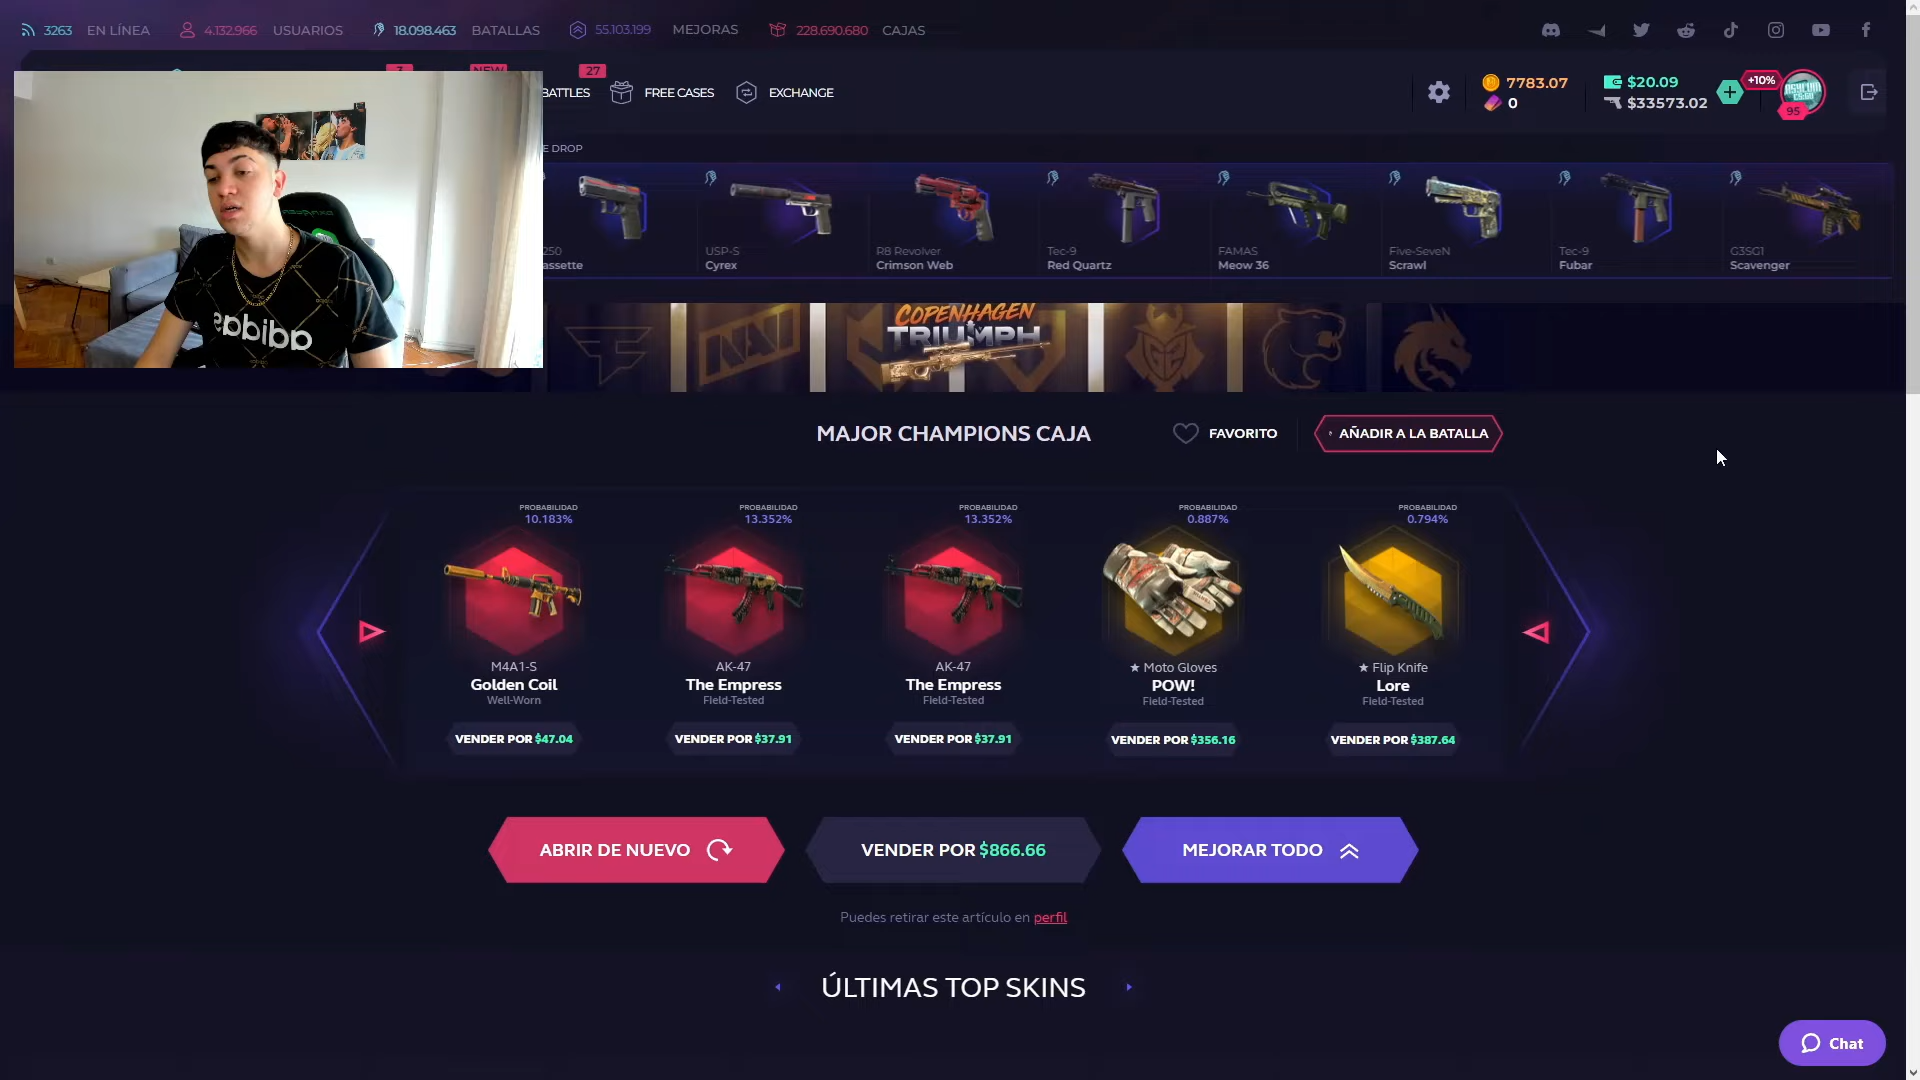 3263 EN LÍNEA 4.132.966 USUARIOS 18.098.463 BATALLAS 55.103.199 MEJORAS 228.690.680 CAJAS
NEW 27
BATTLES FREE CASES EXCHANGE
7783.07
0
$20.09
$33573.02
+10%
95
E DROP
250
assette
USP-S
Cyrex
R8 Revolver
Crimson Web
Tec-9
Red Quartz
FAMAS
Meow 36
Five-SeveN
Scrawl
Tec-9
Fubar
G3SG1
Scavenger
NAVI
COPENHAGEN
TRIUMPH
adidas
MAJOR CHAMPIONS CAJA
FAVORITO
AÑADIR A LA BATALLA
PROBABILIDAD
10.183%
M4A1-S
Golden Coil
Well-Worn
VENDER POR $47.04
PROBABILIDAD
13.352%
AK-47
The Empress
Field-Tested
VENDER POR $37.91
PROBABILIDAD
13.352%
AK-47
The Empress
Field-Tested
VENDER POR $37.91
PROBABILIDAD
0.887%
★ Moto Gloves
POW!
Field-Tested
VENDER POR $356.16
PROBABILIDAD
0.794%
★ Flip Knife
Lore
Field-Tested
VENDER POR $387.64
ABRIR DE NUEVO
VENDER POR $866.66
MEJORAR TODO
Puedes retirar este artículo en perfil
ÚLTIMAS TOP SKINS
Chat